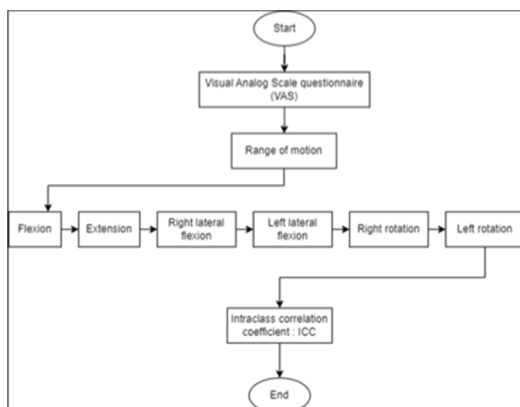 Start
Visual Analog Scale questionnaire
(VAS)
Range of motion
Flexion
Extension
Right lateral
flexion
Left lateral
flexion
Right rotation
Left rotation
Intraclass correlation
coefficient : ICC
End